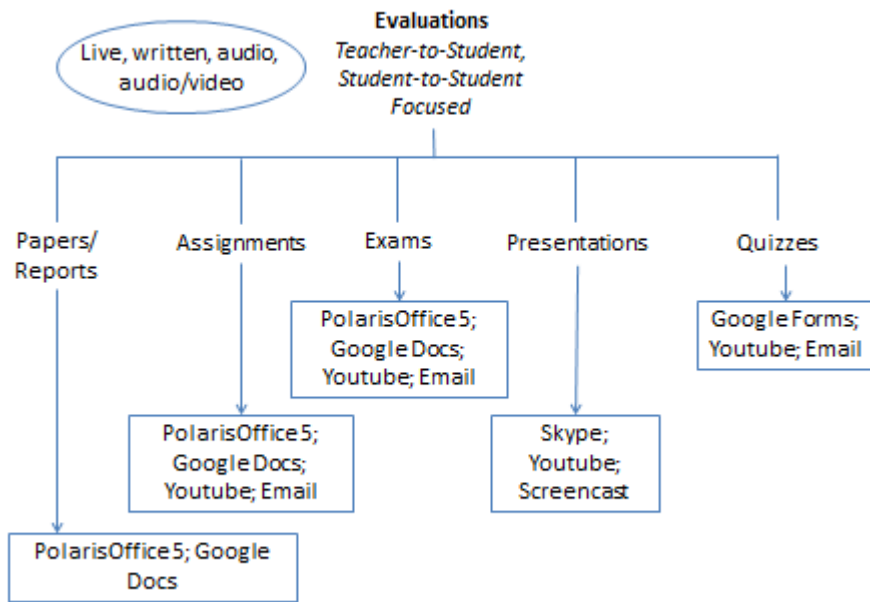 Evaluations
Teacher-to-Student,
Student-to-Student
Focused
Live, written, audio,
audio/video
Papers/
Reports
Assignments
Exams
Presentations
Quizzes
PolarisOffice 5;
Google Docs;
Youtube; Email
Google Forms;
Youtube; Email
PolarisOffice 5;
Google Docs;
Youtube; Email
Skype;
Youtube;
Screencast
PolarisOffice 5; Google
Docs